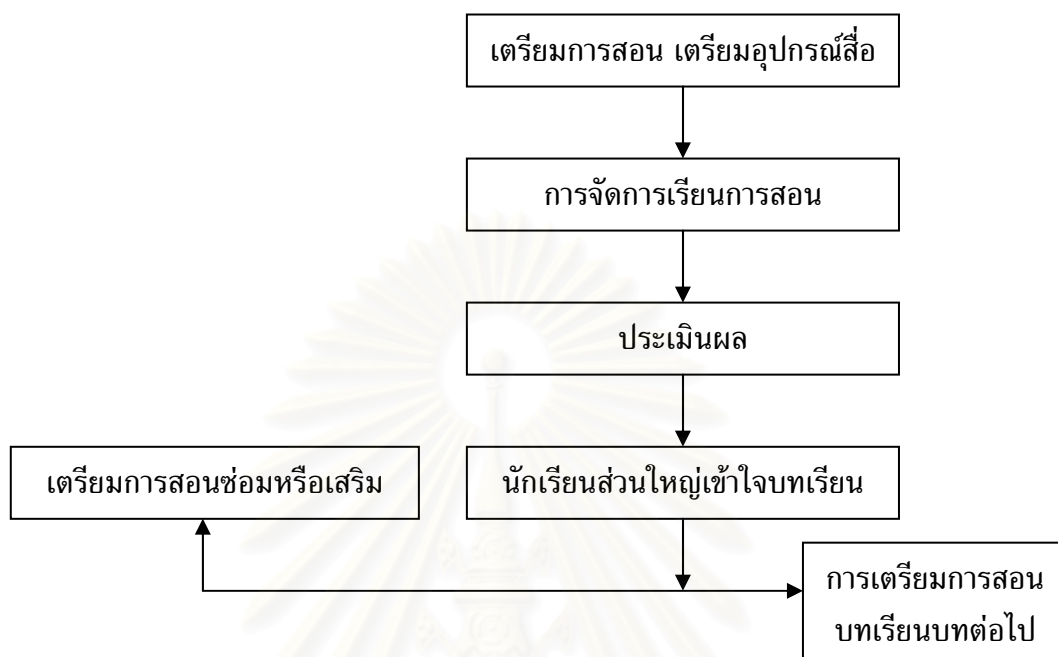 เตรียมการสอน เตรียมอุปกรณ์สื่อ
การจัดการเรียนการสอน
ประเมินผล
เตรียมการสอนซ่อมหรือเสริม
นักเรียนส่วนใหญ่เข้าใจบทเรียน
การเตรียมการสอน
บทเรียนบทต่อไป